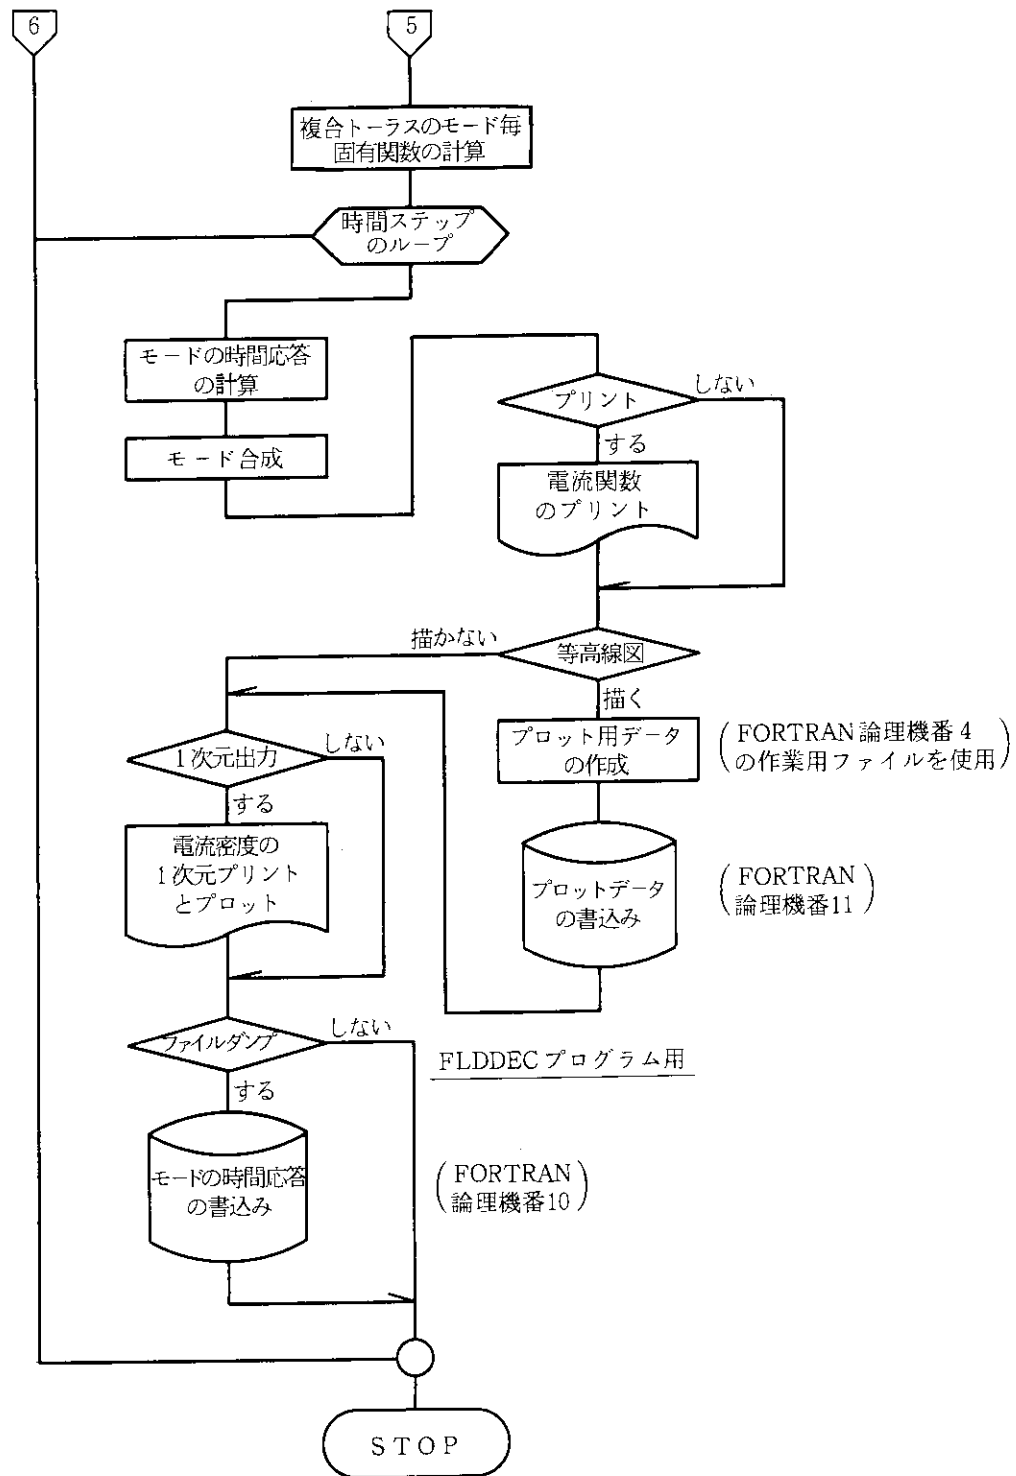 6
5
複合トーラスのモード毎
固有関数の計算
時間ステップ
のループ
モードの時間応答
の計算
モード合成
プリント
しない
する
電流関数
のプリント
等高線図
描かない
描く
プロット用データ
の作成
(FORTRAN論理機番4
の作業用ファイルを使用)
プロットデータ
の書込み
(FORTRAN
論理機番11)
1次元出力
しない
する
電流密度の
1次元プリント
とプロット
ファイルダンプ
しない
する
FLDDECプログラム用
モードの時間応答
の書込み
(FORTRAN
論理機番10)
STOP